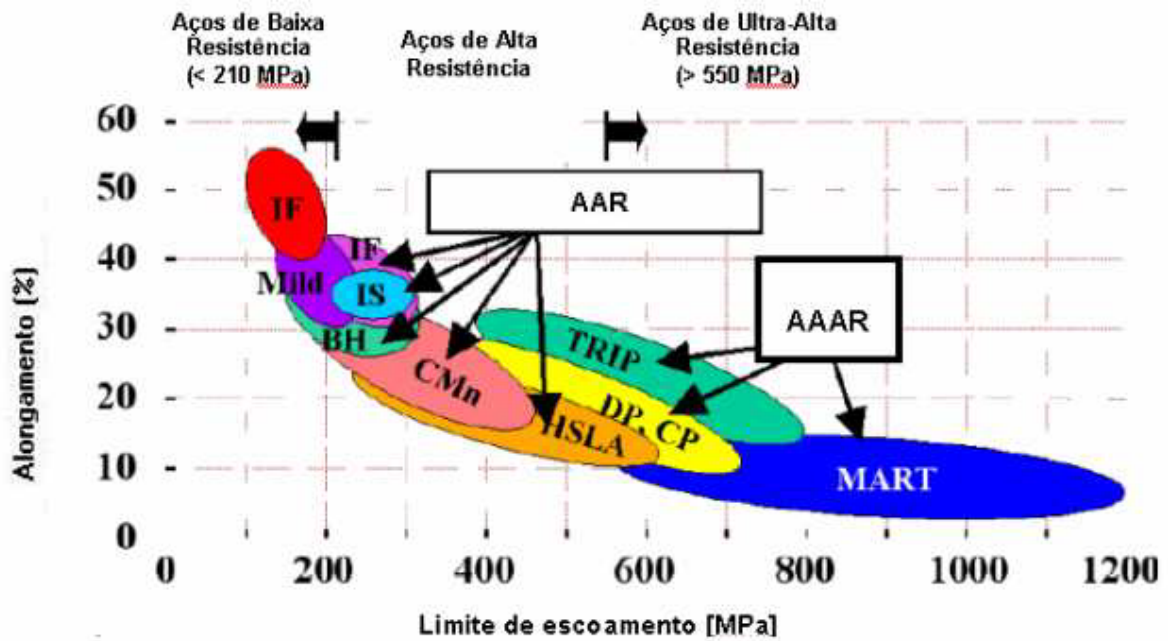 Aços de Baixa
Resistência
(< 210 MPa)
Aços de Alta
Resistência
Aços de Ultra-Alta
Resistência
(> 550 MPa)
60
50
40
30
20
10
0
Alongamento [%]
AAR
AAAR
IF
IF
Mild
IS
BH
CMn
TRIP
DP, CP
HSLA
MART
0
200
400
600
800
1000
1200
Limite de escoamento [MPa]